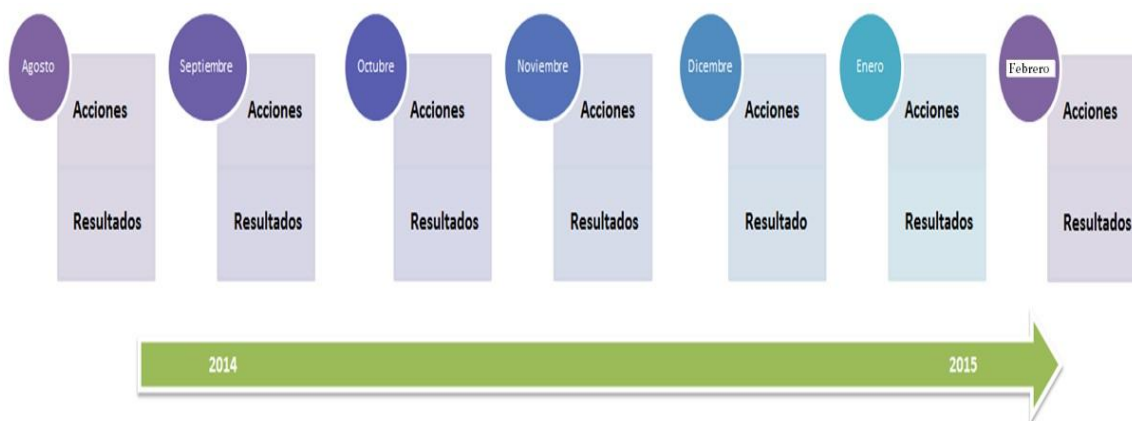 Agosto
Septiembre
Octubre
Noviembre
Dicembre
Enero
Febrero
Acciones
Acciones
Acciones
Acciones
Acciones
Acciones
Acciones
Resultados
Resultados
Resultados
Resultados
Resultado
Resultados
Resultados
2014
2015